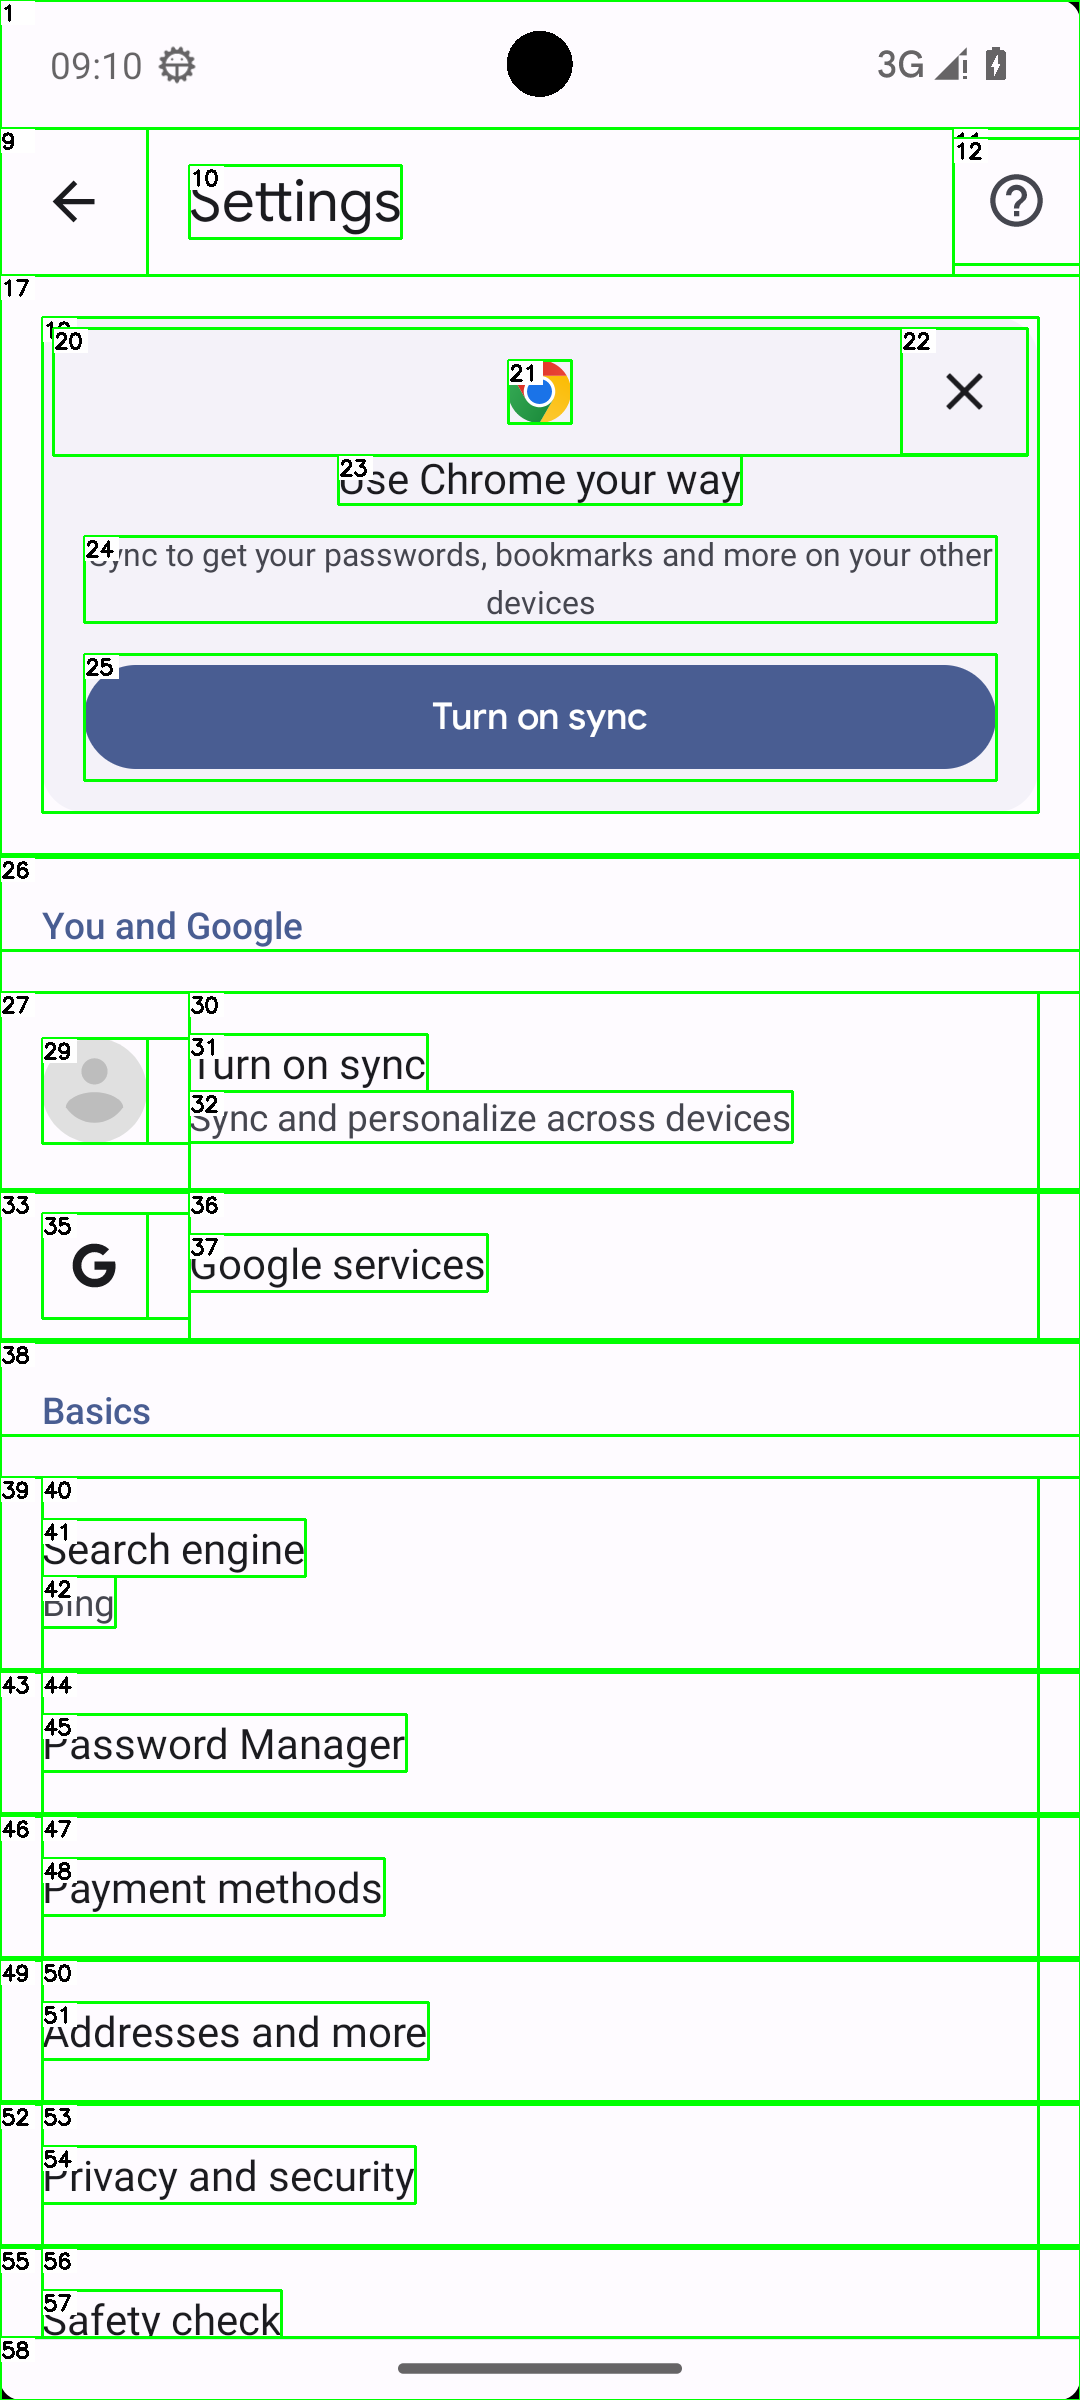 1
09:10
3G
9
10
Settings
11
12
17
19
20
21
22
23
Use Chrome your way
24
Sync to get your passwords, bookmarks and more on your other
devices
25
Turn on sync
26
You and Google
27
30
29
31
Turn on sync
32
Sync and personalize across devices
33
36
35
G
37
Google services
38
Basics
39
40
41
Search engine
42
Bing
43
44
45
Password Manager
46
47
48
Payment methods
49
50
51
Addresses and more
52
53
54
Privacy and security
55
56
57
Safety check
58